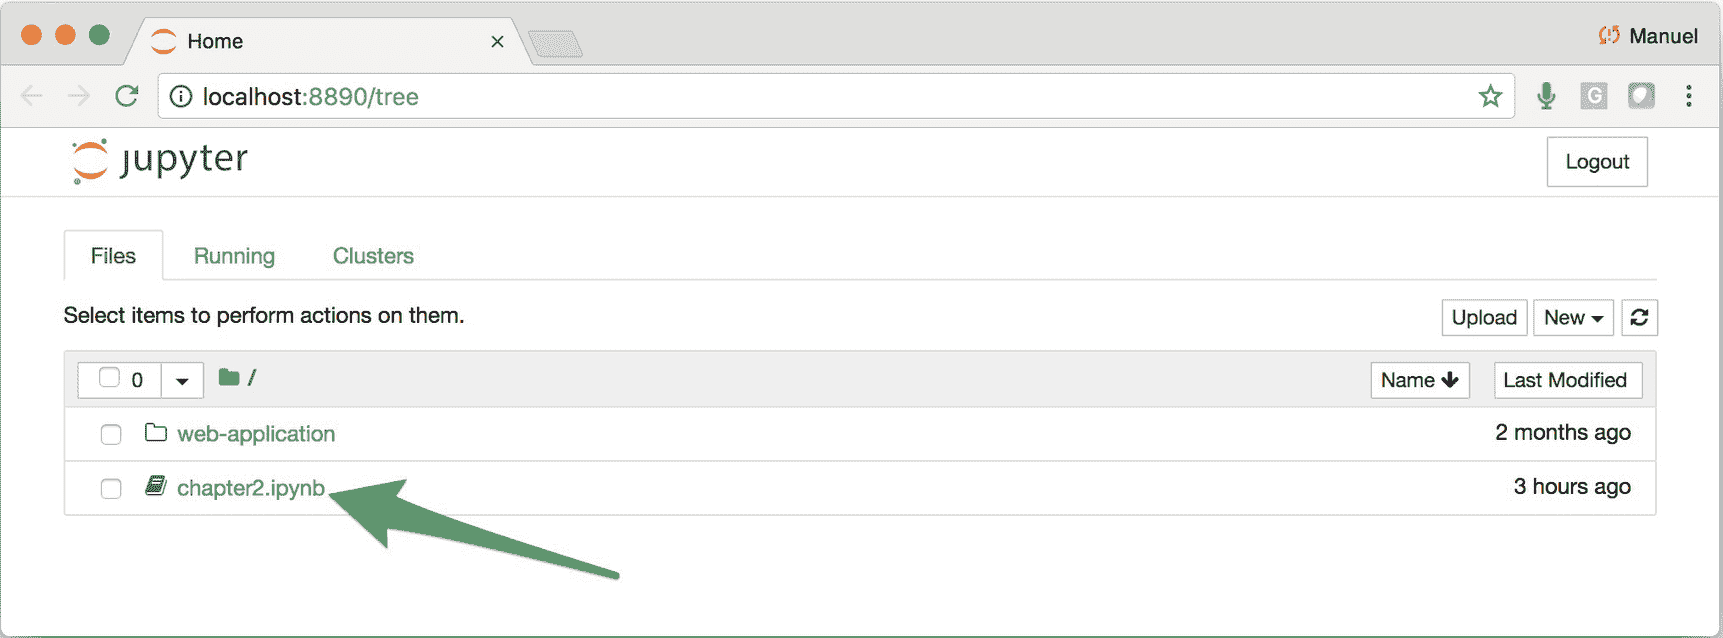 Home
Manuel
localhost:8890/tree
G
jupyter
Logout
Files Running Clusters
Select items to perform actions on them.
Upload New
0 / Name Last Modified
web-application 2 months ago
chapter2.ipynb 3 hours ago